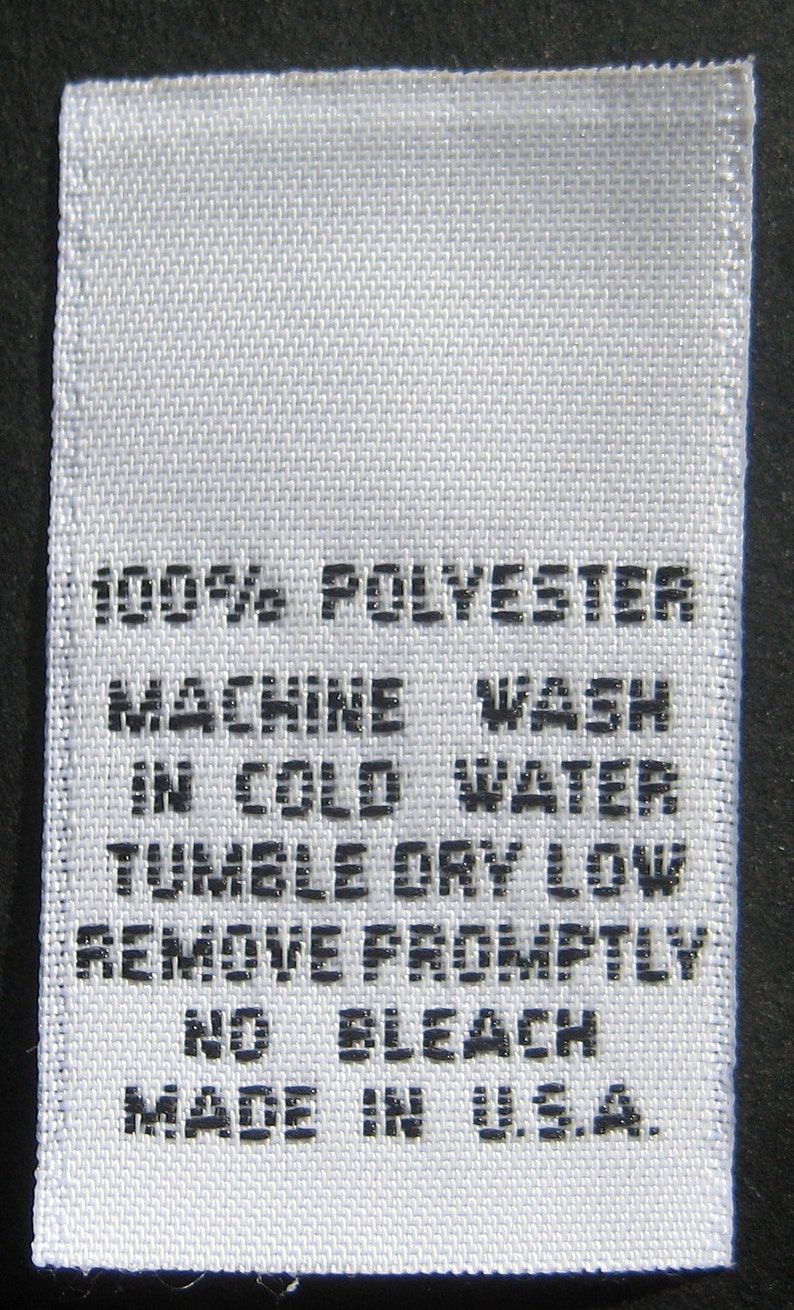 100% POLYESTER
MACHINE WASH
IN COLD WATER
TUMBLE DRY LOW
REMOVE PROMPTLY
NO BLEACH
MADE IN U.S.A.